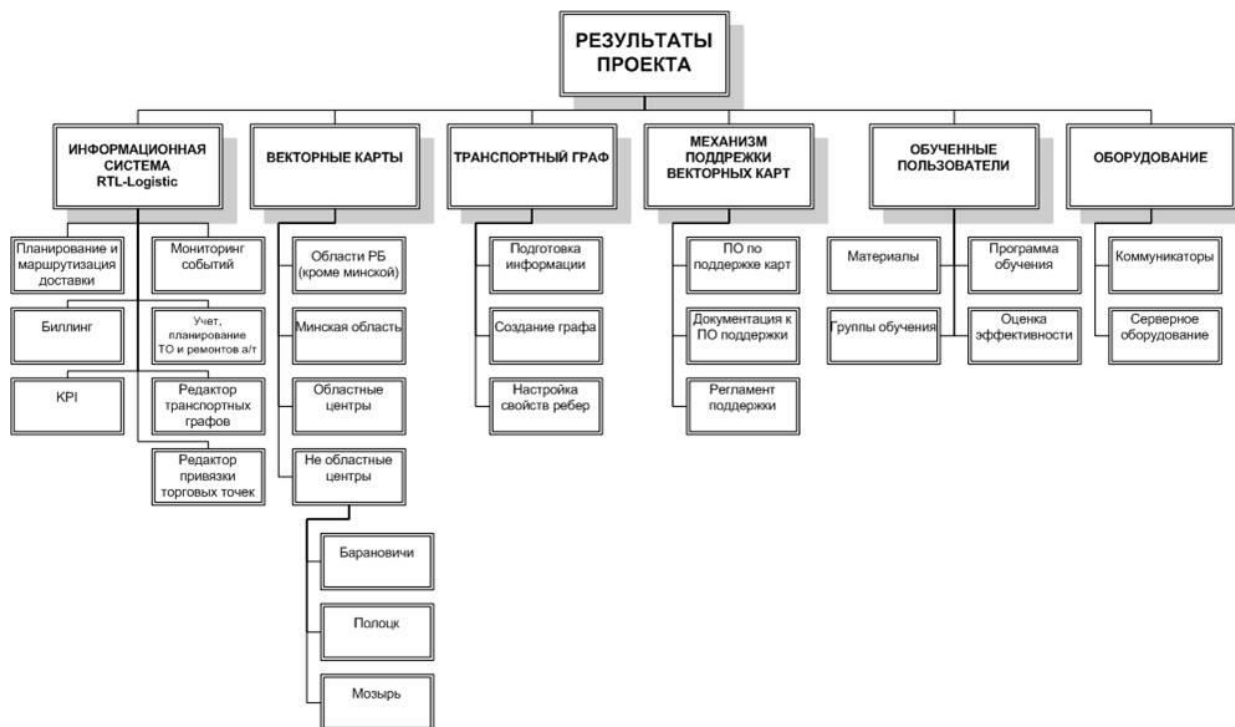 РЕЗУЛЬТАТЫ
ПРОЕКТА
ИНФОРМАЦИОННАЯ
СИСТЕМА
RTL-Logistic
ВЕКТОРНЫЕ КАРТЫ
ТРАНСПОРТНЫЙ ГРАФ
МЕХАНИЗМ
ПОДДРЕЖКИ
ВЕКТОРНЫХ КАРТ
ОБУЧЕННЫЕ
ПОЛЬЗОВАТЕЛИ
ОБОРУДОВАНИЕ
Планирование и
маршрутизация
доставки
Мониторинг
событий
Биллинг
Учет,
планирование
ТО и ремонтов а/т
KPI
Редактор
транспортных
графов
Редактор
привязки
торговых точек
Области РБ
(кроме минской)
Минская область
Областные
центры
Не областные
центры
Барановичи
Полоцк
Мозырь
Подготовка
информации
Создание графа
Настройка
свойств ребер
ПО по
поддержке карт
Документация к
ПО поддержки
Регламент
поддержки
Материалы
Программа
обучения
Группы обучения
Оценка
эффективности
Коммуникаторы
Серверное
оборудование